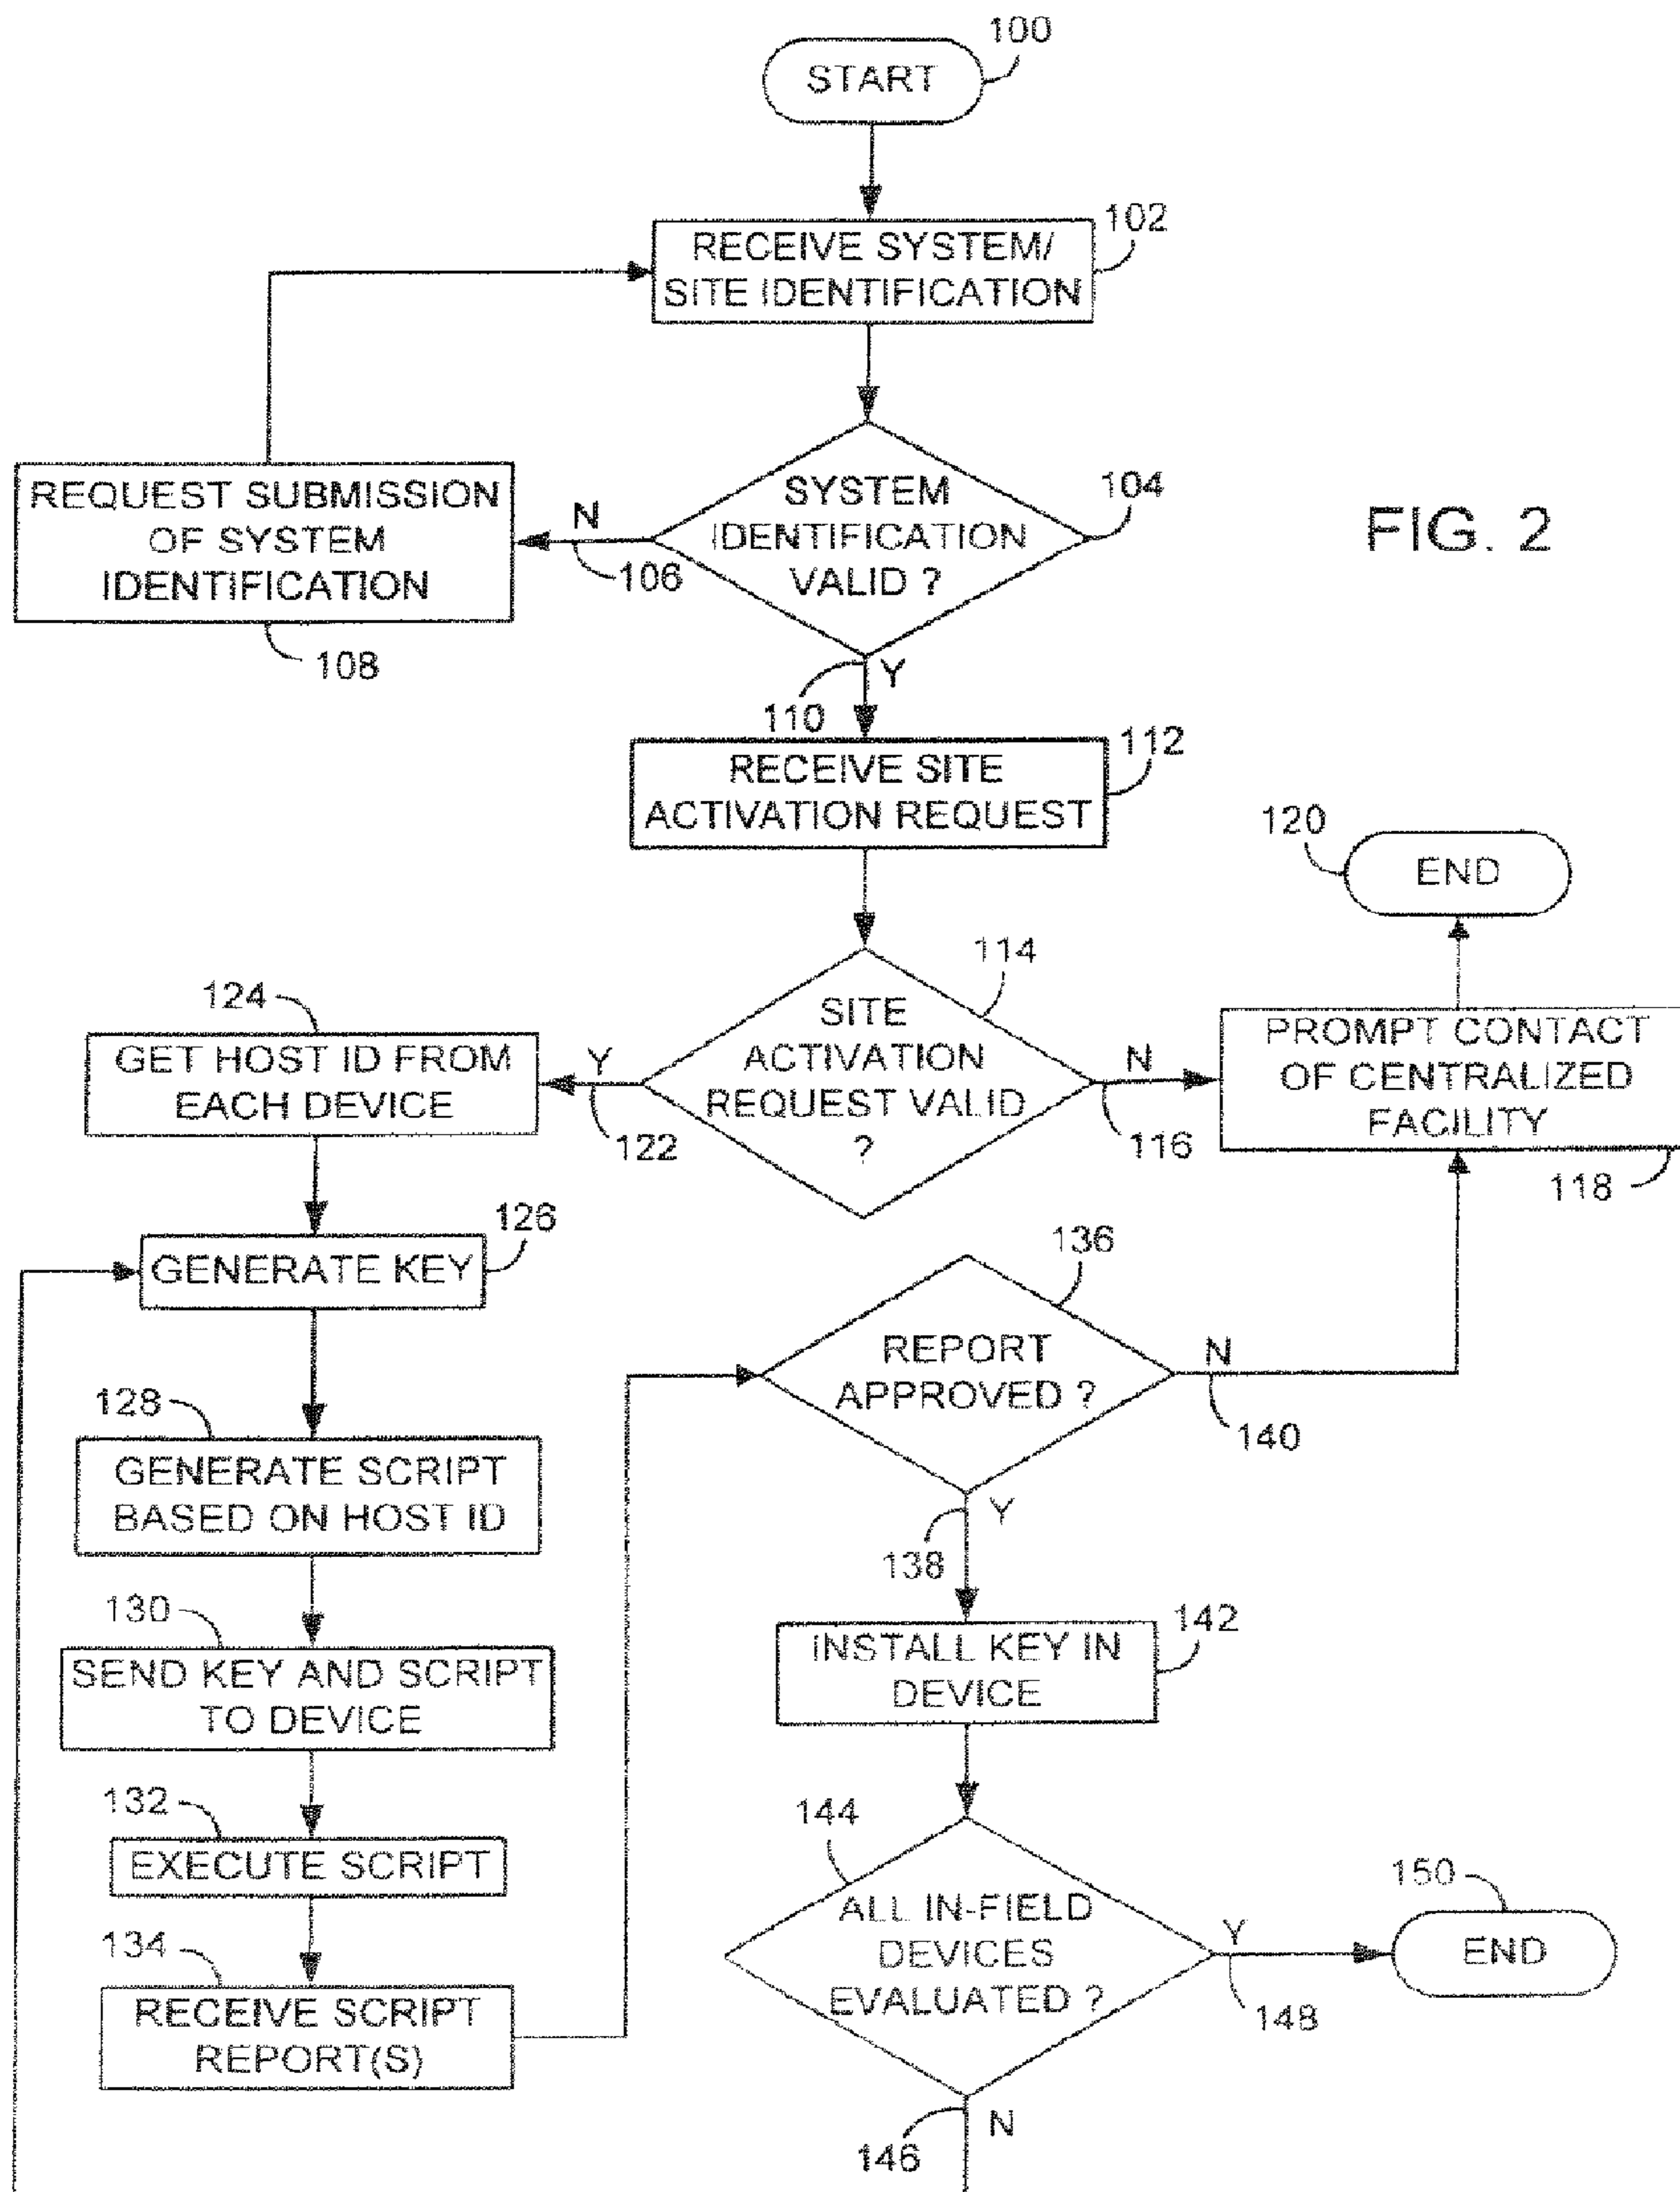 100
START
102
RECEIVE SYSTEM/
SITE IDENTIFICATION
104
SYSTEM
IDENTIFICATION
VALID ?
FIG. 2
N
106
REQUEST SUBMISSION
OF SYSTEM
IDENTIFICATION
108
Y
110
112
RECEIVE SITE
ACTIVATION REQUEST
120
END
114
SITE
ACTIVATION
REQUEST VALID
?
124
GET HOST ID FROM
EACH DEVICE
Y
122
N
116
PROMPT CONTACT
OF CENTRALIZED
FACILITY
118
126
GENERATE KEY
136
REPORT
APPROVED ?
N
140
128
GENERATE SCRIPT
BASED ON HOST ID
Y
138
130
SEND KEY AND SCRIPT
TO DEVICE
142
INSTALL KEY IN
DEVICE
132
EXECUTE SCRIPT
144
ALL IN-FIELD
DEVICES
EVALUATED ?
150
END
Y
148
134
RECEIVE SCRIPT
REPORT(S)
146
N